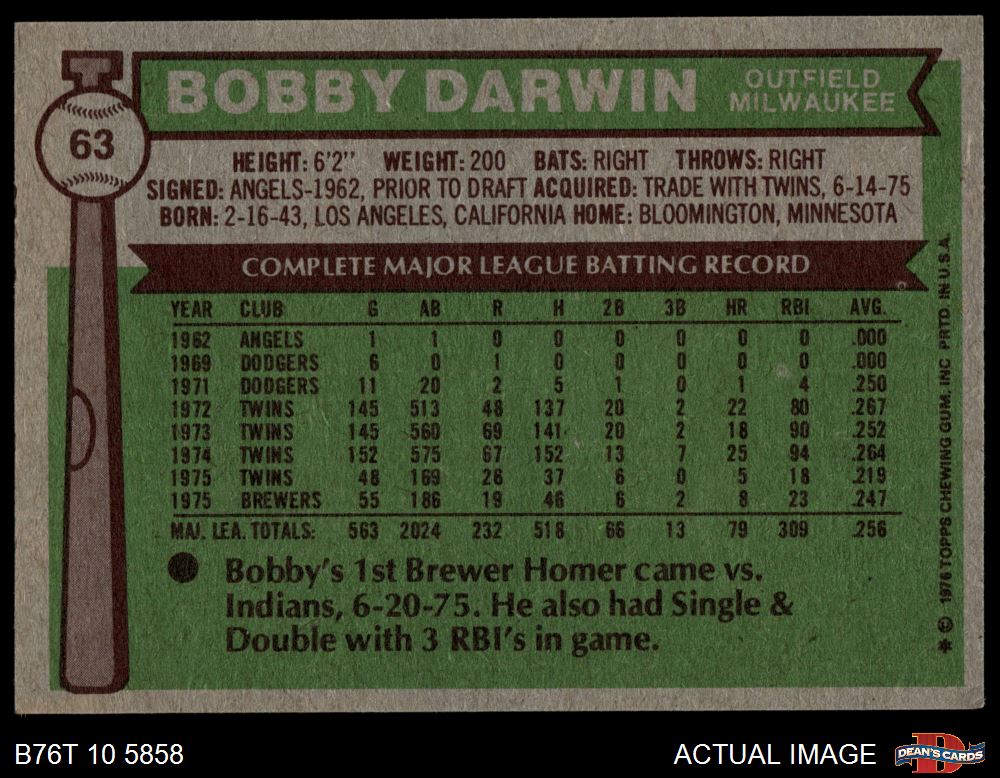 63
BOBBY DARWIN
OUTFIELD
MILWAUKEE
HEIGHT: 6'2" WEIGHT: 200 BATS: RIGHT THROWS: RIGHT
SIGNED: ANGELS-1962, PRIOR TO DRAFT ACQUIRED: TRADE WITH TWINS, 6-14-75
BORN: 2-16-43, LOS ANGELES, CALIFORNIA HOME: BLOOMINGTON, MINNESOTA
COMPLETE MAJOR LEAGUE BATTING RECORD
YEAR CLUB G AB R H 2B 3B HR RBI AVG.
1962 ANGELS 1 1 0 0 0 0 0 0 .000
1969 DODGERS 6 0 1 0 0 0 0 0 .000
1971 DODGERS 11 20 2 5 1 0 1 4 .250
1972 TWINS 145 513 48 137 20 2 22 80 .267
1973 TWINS 145 560 69 141 20 2 18 90 .252
1974 TWINS 152 575 67 152 13 7 25 94 .264
1975 TWINS 48 169 26 37 6 0 5 18 .219
1975 BREWERS 55 186 19 46 6 2 8 23 .247
MAJ. LEA. TOTALS: 563 2024 232 518 66 13 79 309 .256
Bobby's 1st Brewer Homer came vs.
Indians, 6-20-75. He also had Single &
Double with 3 RBI's in game.
* © 1976 TOPPS CHEWING GUM, INC PRTD. IN U.S.A.
B76T 10 5858
ACTUAL IMAGE
DEAN'S CARDS